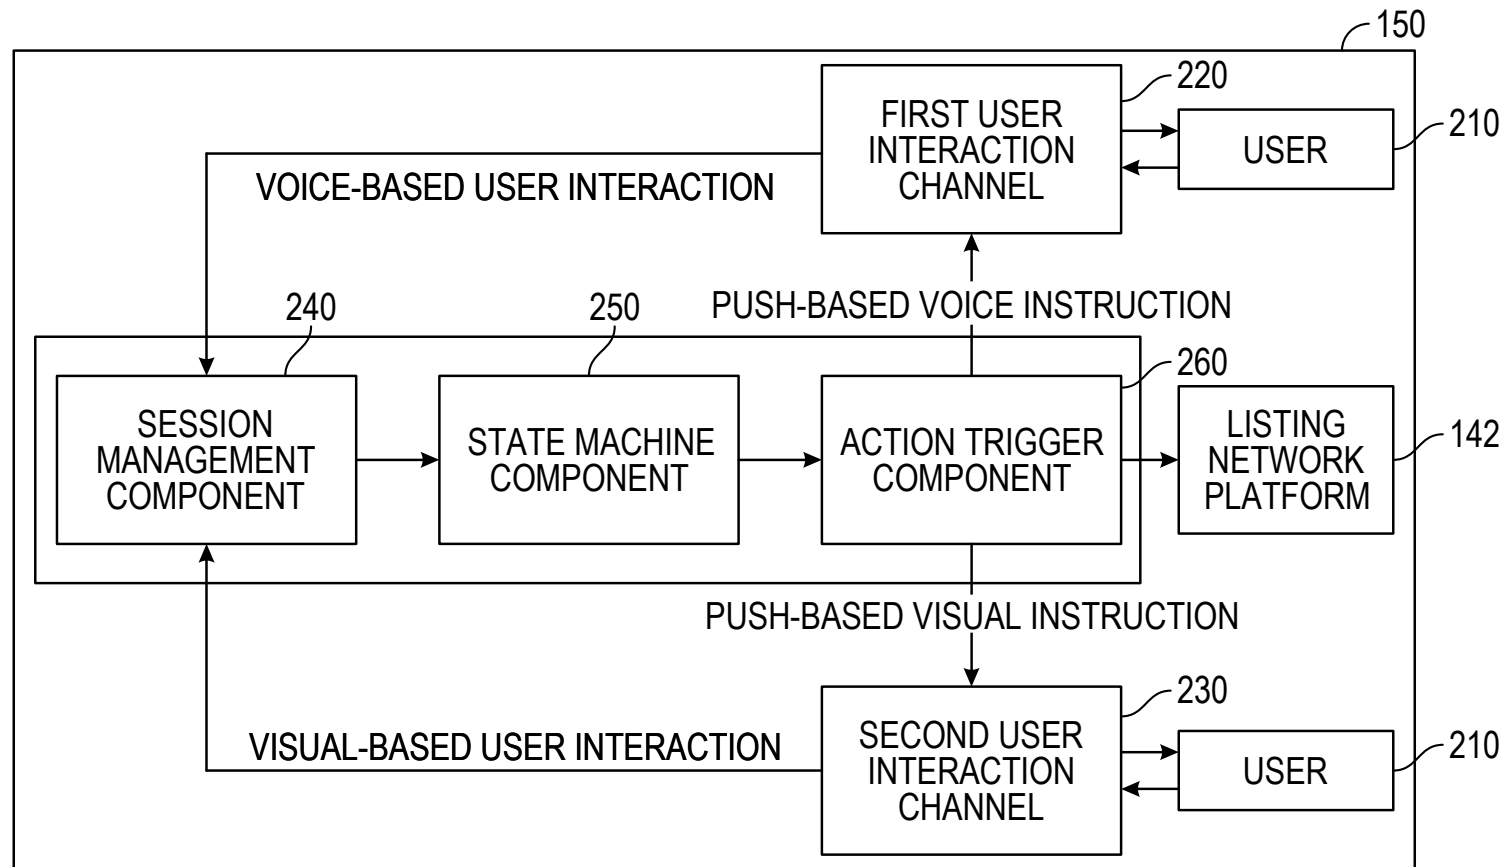 150
220
FIRST USER
INTERACTION
CHANNEL
USER
210
VOICE-BASED USER INTERACTION
PUSH-BASED VOICE INSTRUCTION
240
250
260
SESSION
MANAGEMENT
COMPONENT
STATE MACHINE
COMPONENT
ACTION TRIGGER
COMPONENT
LISTING
NETWORK
PLATFORM
142
PUSH-BASED VISUAL INSTRUCTION
230
VISUAL-BASED USER INTERACTION
SECOND USER
INTERACTION
CHANNEL
USER
210